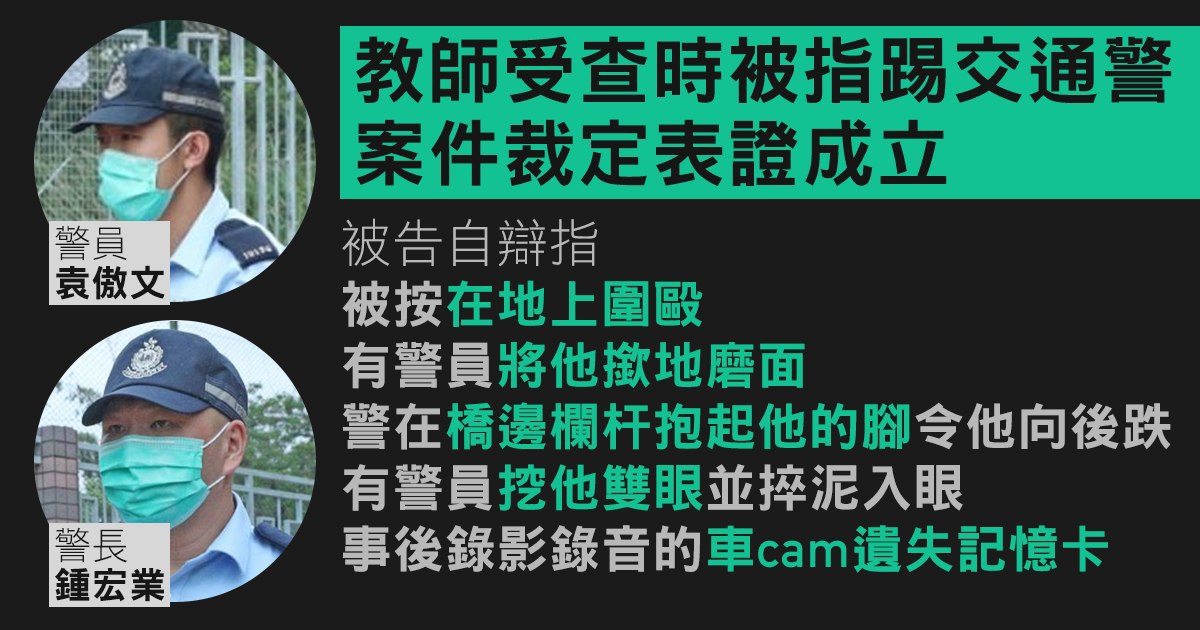 教師受查時被指踢交通警
案件裁定表證成立
被告自辯指
被按在地上圍毆
有警員將他撳地磨面
警在橋邊欄杆抱起他的腳令他向後跌
有警員挖他雙眼並捽泥入眼
事後錄影錄音的車cam遺失記憶卡
警員
袁傲文
警長
鍾宏業